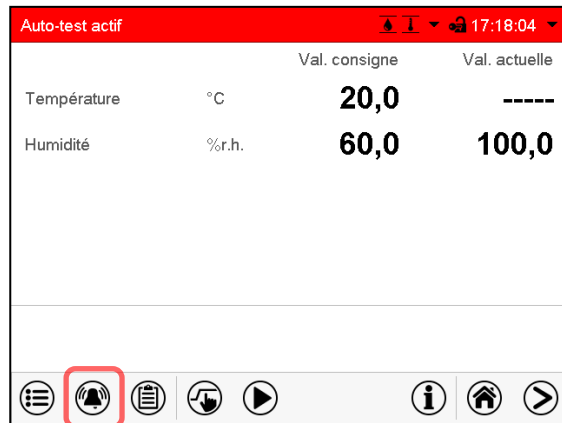 Auto-test actif 17:18:04
Val. consigne Val. actuelle
Température °C 20,0 -----
Humidité %r.h. 60,0 100,0